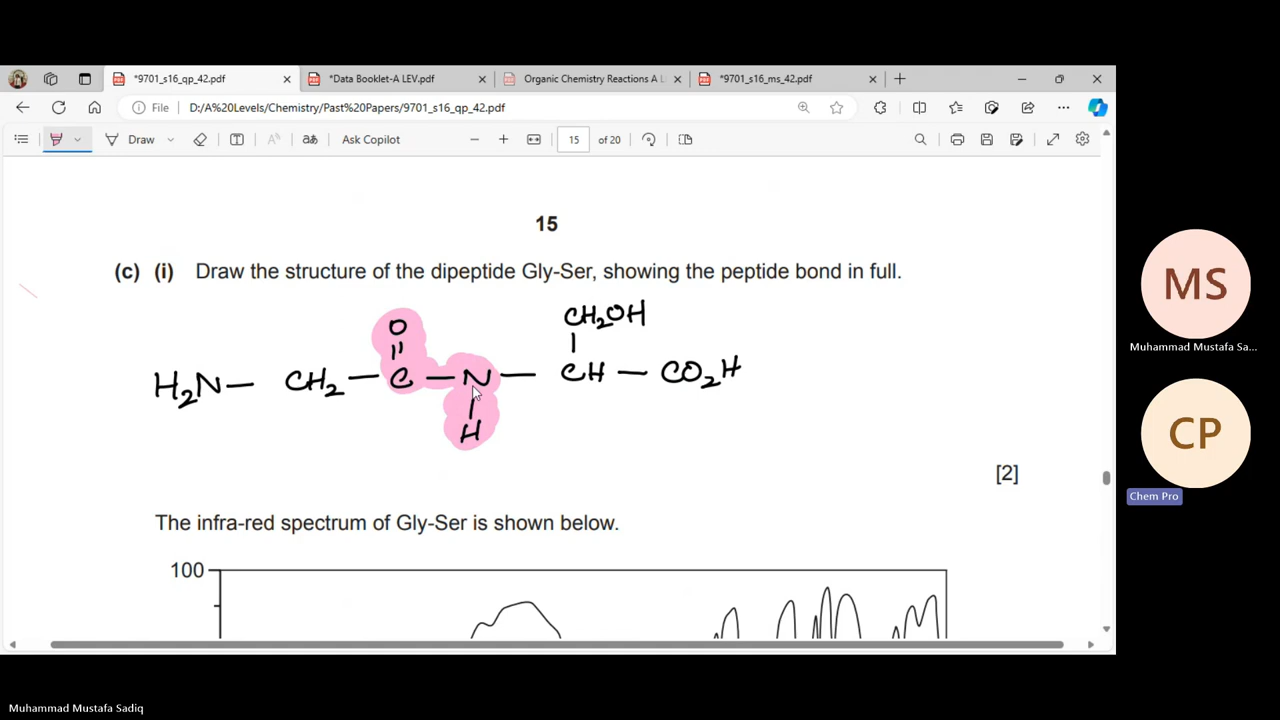 *9701_s16_qp_42.pdf
*Data Booklet-A LEV.pdf
Organic Chemistry Reactions A L
*9701_s16_ms_42.pdf
File
D:/A%20Levels/Chemistry/Past%20Papers/9701_s16_qp_42.pdf
Draw
aあ
Ask Copilot
15 of 20
15
(c) (i) Draw the structure of the dipeptide Gly-Ser, showing the peptide bond in full.
O
CH2OH
H2N — CH2 — C — N — CH — CO2H
H
[2]
The infra-red spectrum of Gly-Ser is shown below.
100
MS
Muhammad Mustafa Sa...
CP
Chem Pro
Muhammad Mustafa Sadiq